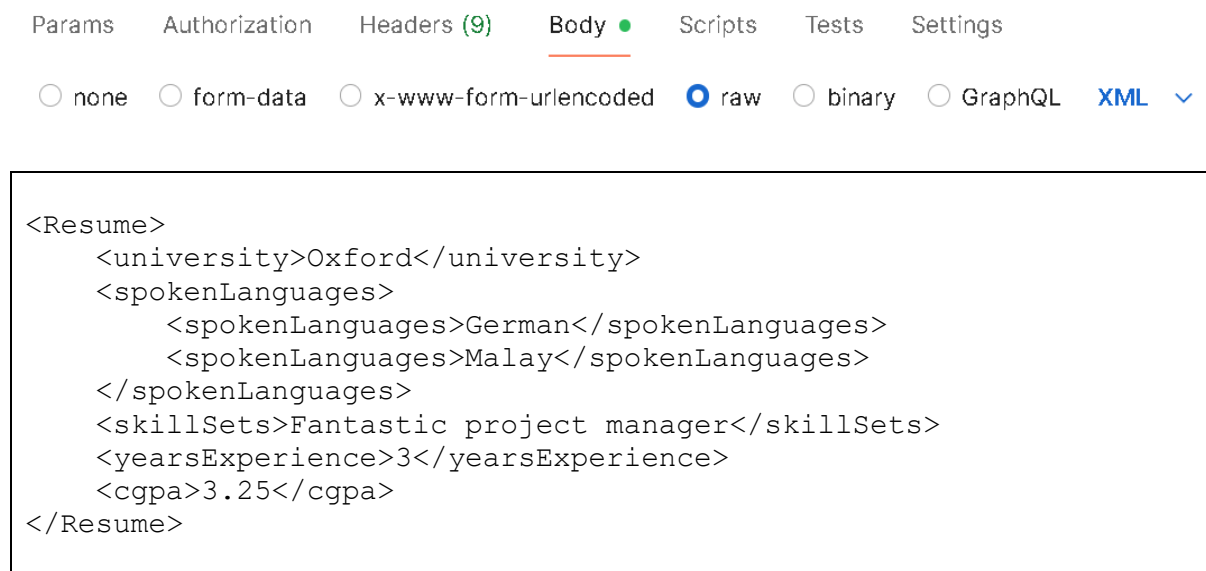 Params Authorization Headers (9) Body Scripts Tests Settings
none form-data x-www-form-urlencoded raw binary GraphQL XML
<Resume>
    <university>Oxford</university>
    <spokenLanguages>
        <spokenLanguages>German</spokenLanguages>
        <spokenLanguages>Malay</spokenLanguages>
    </spokenLanguages>
    <skillSets>Fantastic project manager</skillSets>
    <yearsExperience>3</yearsExperience>
    <cgpa>3.25</cgpa>
</Resume>